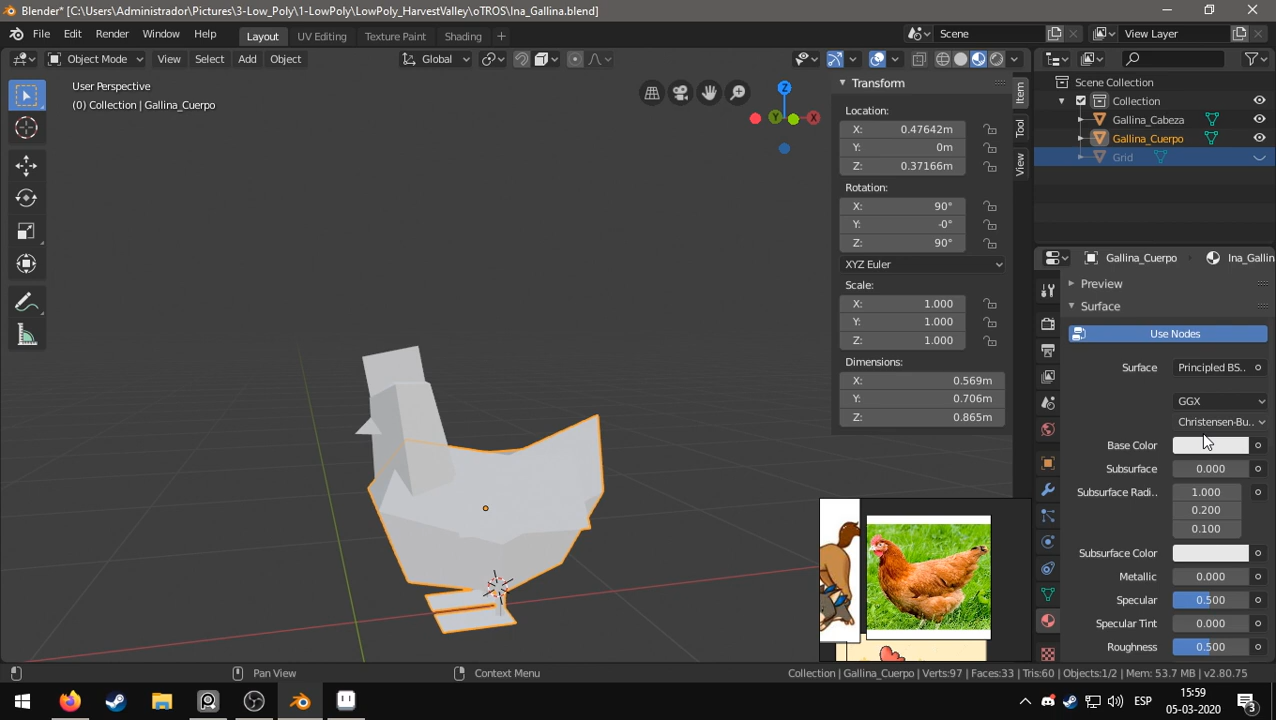 Blender* [C:\Users\Administrador\Pictures\3-Low_Poly\1-LowPoly\LowPoly_HarvestValley\oTROS\Ina_Gallina.blend]
File Edit Render Window Help Layout UV Editing Texture Paint Shading + Scene View Layer
Object Mode View Select Add Object Global
User Perspective
(0) Collection | Gallina_Cuerpo
Z
Y
X
Transform
Location:
X: 0.47642m
Y: 0m
Z: 0.37166m
Rotation:
X: 90°
Y: -0°
Z: 90°
XYZ Euler
Scale:
X: 1.000
Y: 1.000
Z: 1.000
Dimensions:
X: 0.569m
Y: 0.706m
Z: 0.865m
Item
Tool
View
Scene Collection
Collection
Gallina_Cabeza
Gallina_Cuerpo
Grid
Gallina_Cuerpo Ina_Gallin
Preview
Surface
Use Nodes
Surface Principled BS..
GGX
Christensen-Bu..
Base Color
Subsurface 0.000
Subsurface Radi.. 1.000
0.200
0.100
Subsurface Color
Metallic 0.000
Specular 0.500
Specular Tint 0.000
Roughness 0.500
Pan View Context Menu Collection | Gallina_Cuerpo | Verts:97 | Faces:33 | Tris:60 | Objects:1/2 | Mem: 53.7 MB | v2.80.75
ESP
15:59
05-03-2020
3